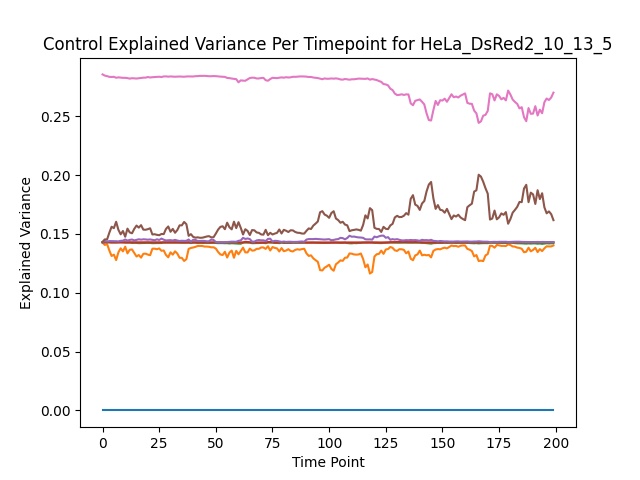 Control Explained Variance Per Timepoint for HeLa_DsRed2_10_13_5
Explained Variance
0.25
0.20
0.15
0.10
0.05
0.00
0 25 50 75 100 125 150 175 200
Time Point